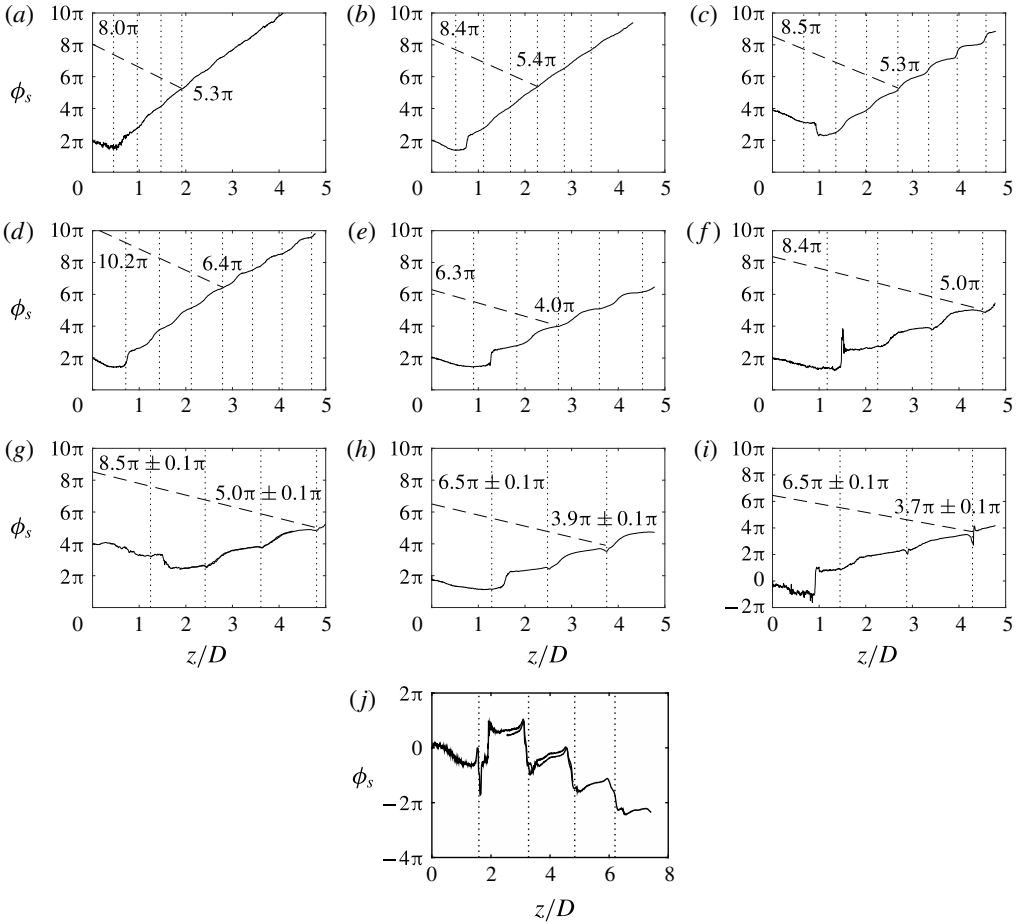 (a) (b) (c)
10π 10π 10π
8.0π 8.4π 8.5π
8π 8π 8π
5.4π 5.3π
ϕs 6π 6π 6π
5.3π
4π 4π 4π
2π 2π 2π
0 1 2 3 4 5 0 1 2 3 4 5 0 1 2 3 4 5
(d) (e) (f)
10π 10π 10π
10.2π 6.4π 8.4π
8π 8π 8π
6.3π 5.0π
ϕs 6π 6π 6π
4.0π
4π 4π 4π
2π 2π 2π
0 1 2 3 4 5 0 1 2 3 4 5 0 1 2 3 4 5
(g) (h) (i)
10π 10π 10π
8.5π ± 0.1π
8π 8π 8π
5.0π ± 0.1π 6.5π ± 0.1π 6.5π ± 0.1π
ϕs 6π 6π 6π
3.9π ± 0.1π 3.7π ± 0.1π
4π 4π 4π
2π 2π 2π
0
−2π
0 1 2 3 4 5 0 1 2 3 4 5 0 1 2 3 4 5
z/D z/D z/D
(j)
2π
0
ϕs
−2π
−4π
0 2 4 6 8
z/D